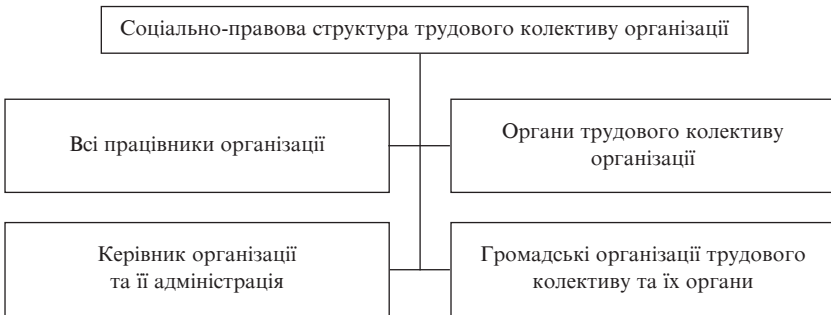 Соціально-правова структура трудового колективу організації
Всі працівники організації
Органи трудового колективу
організації
Керівник організації
та її адміністрація
Громадські організації трудового
колективу та їх органи